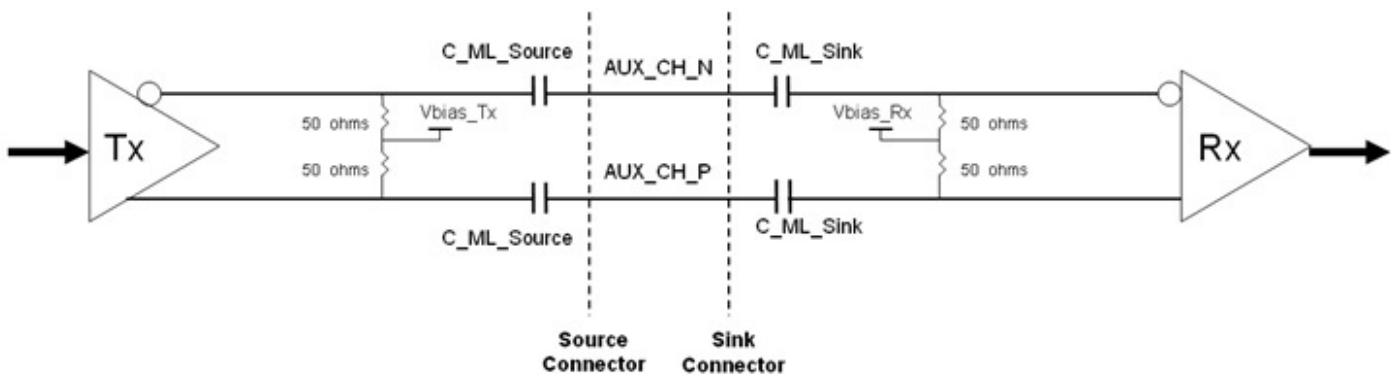 C_ML_Source
AUX_CH_N
C_ML_Sink
50 ohms
Vbias_Tx
Vbias_Rx
50 ohms
Tx
Rx
50 ohms
AUX_CH_P
50 ohms
C_ML_Source
C_ML_Sink
Source
Connector
Sink
Connector